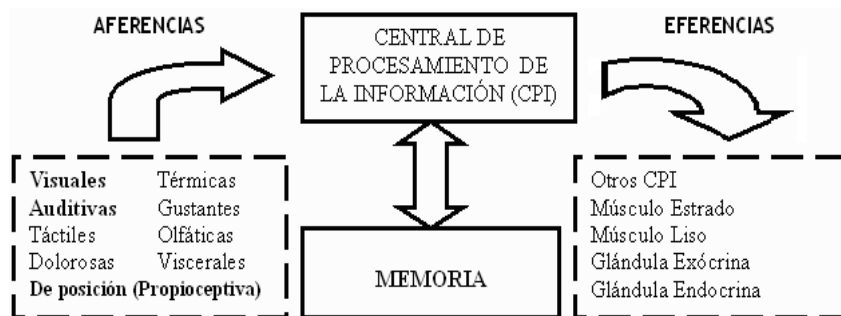 AFERENCIAS
EFERENCIAS
CENTRAL DE
PROCESAMIENTO DE
LA INFORMACIÓN (CPI)
Visuales Térmicas
Auditivas Gustantes
Táctiles Olfáticas
Dolorosas Viscerales
De posición (Propioceptiva)
MEMORIA
Otros CPI
Músculo Estrado
Músculo Liso
Glándula Exócrina
Glándula Endocrina